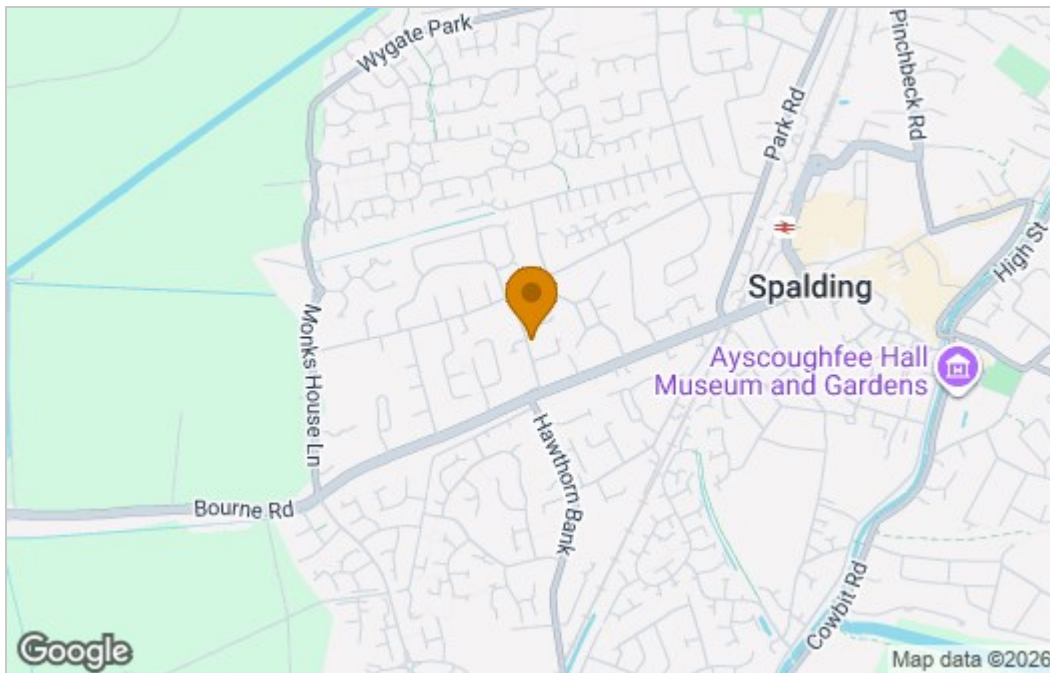 Wygate Park
Park Rd
Pinchbeck Rd
High St
Spalding
Monks House Ln
Ayscoughfee Hall
Museum and Gardens
Hawthorn Bank
Bourne Rd
Cowbit Rd
Google
Map data ©2026